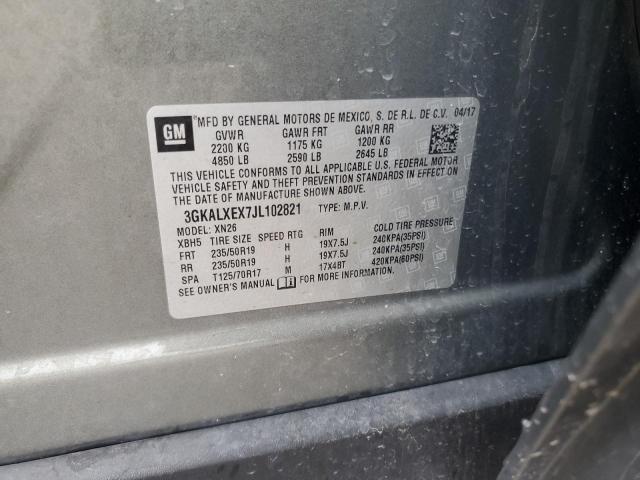 GM
MFD BY GENERAL MOTORS DE MEXICO, S. DE R.L. DE C.V. 04/17
GVWR GAWR FRT GAWR RR
2200 KG 1175 KG 1200 KG
4850 LB 2590 LB 2645 LB
THIS VEHICLE CONFORMS TO ALL APPLICABLE U.S. FEDERAL MOTOR
VEHICLE SAFETY AND THEFT PREVENTION STANDARDS IN EFFECT ON
THE DATE OF MANUFACTURE SHOWN ABOVE.
3GKALXEX7JL102821 TYPE: M.P.V.
MODEL: XN26
XBH5 TIRE SIZE SPEED RTG RIM COLD TIRE PRESSURE
FRT 235/50R19 H 19X7.5J 240KPA(35PSI)
RR 235/50R19 H 19X7.5J 240KPA(35PSI)
SPA T125/70R17 M 17X4BT 420KPA(60PSI)
SEE OWNER'S MANUAL FOR MORE INFORMATION.